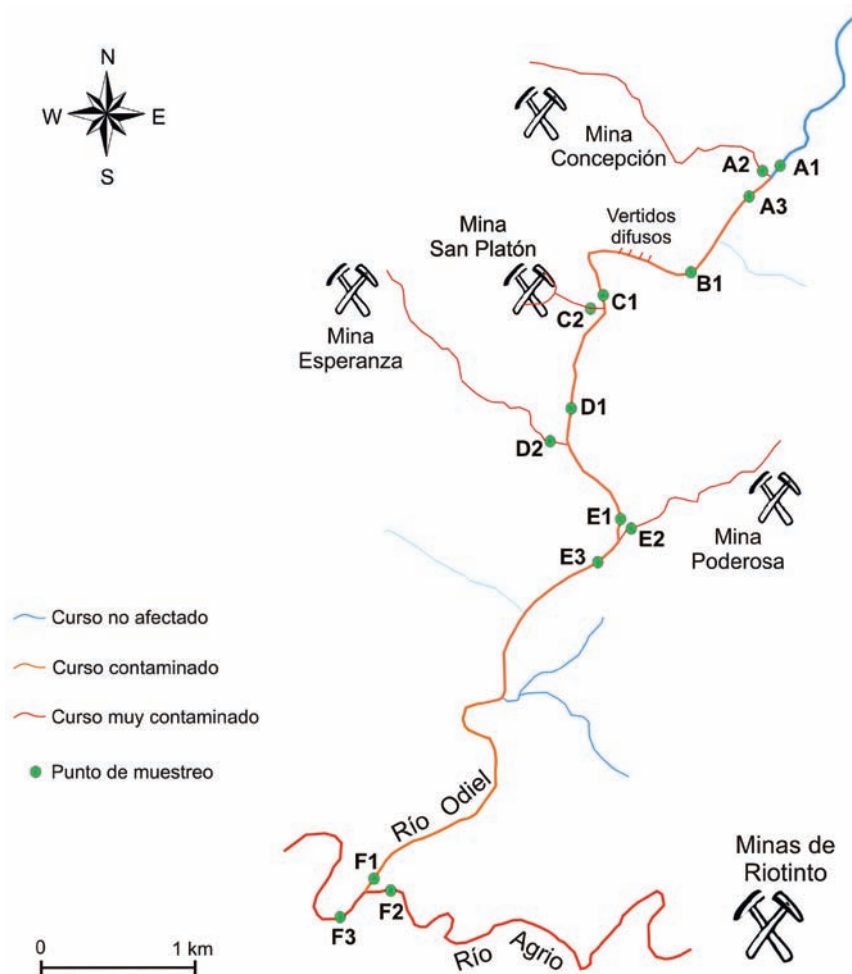 N
W E
S
Mina
Concepción
A2
A1
A3
Vertidos
difusos
Mina
San Platón
B1
C1
C2
Mina
Esperanza
D1
D2
E1
E2
E3
Mina
Poderosa
Curso no afectado
Curso contaminado
Curso muy contaminado
Punto de muestreo
Río Odiel
Minas de
Riotinto
F1
F2
F3
Río Agrio
0 1 km